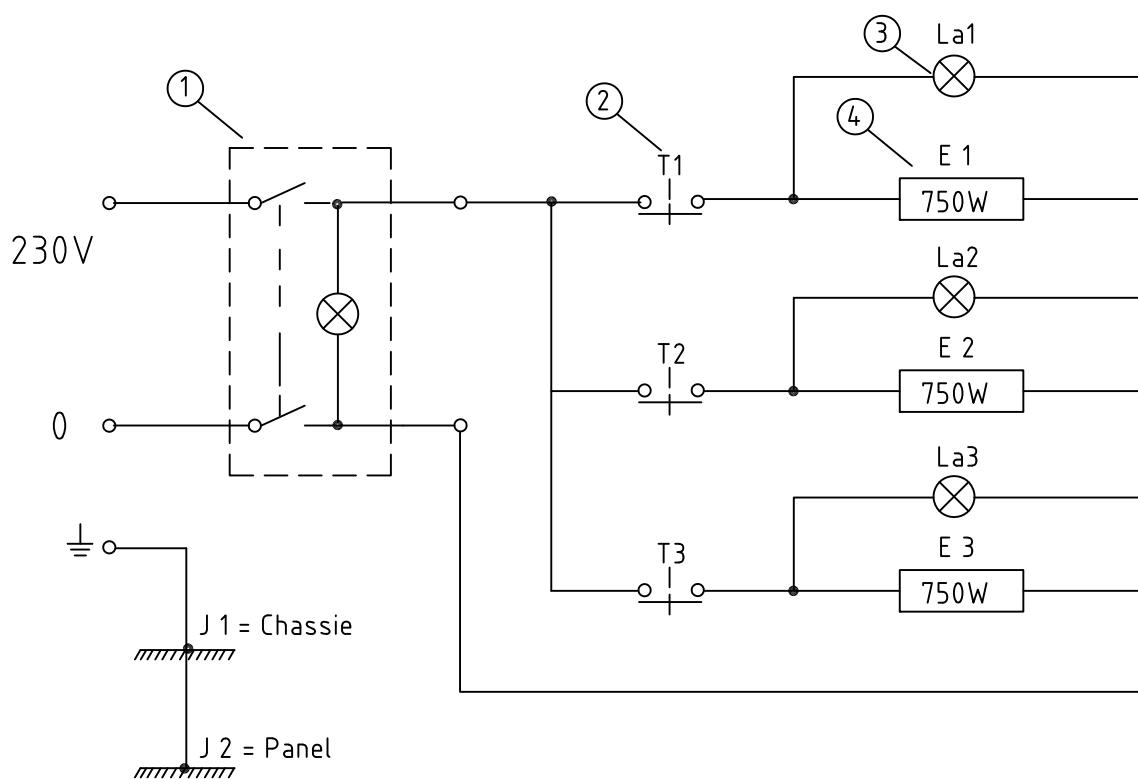 3
La1
1
2
4
T1
E 1
750W
230V
La2
T2
E 2
750W
0
La3
T3
E 3
750W
J 1 = Chassie
J 2 = Panel